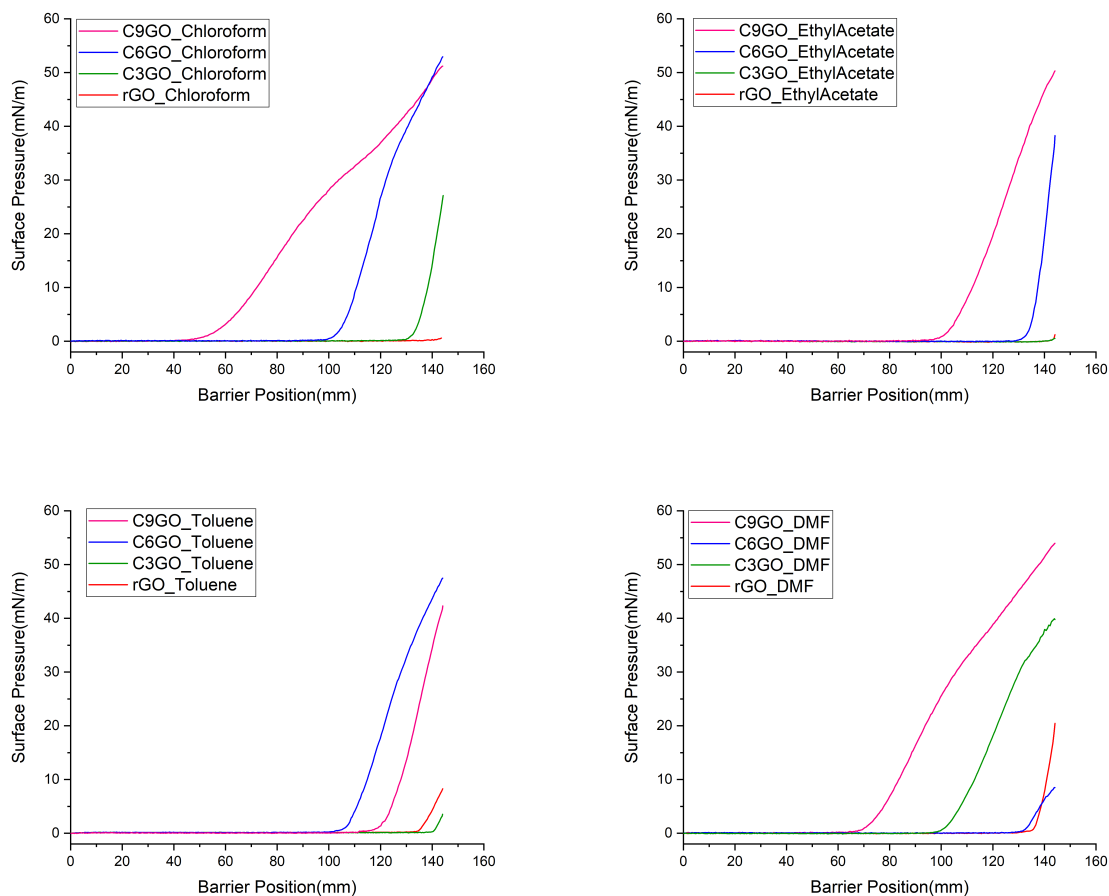 C9GO_Chloroform
C6GO_Chloroform
C3GO_Chloroform
rGO_Chloroform
60
50
40
30
20
10
0
Surface Pressure(mN/m)
0 20 40 60 80 100 120 140 160
Barrier Position(mm)
C9GO_EthylAcetate
C6GO_EthylAcetate
C3GO_EthylAcetate
rGO_EthylAcetate
60
50
40
30
20
10
0
Surface Pressure(mN/m)
0 20 40 60 80 100 120 140 160
Barrier Position(mm)
C9GO_Toluene
C6GO_Toluene
C3GO_Toluene
rGO_Toluene
60
50
40
30
20
10
0
Surface Pressure(mN/m)
0 20 40 60 80 100 120 140 160
Barrier Position(mm)
C9GO_DMF
C6GO_DMF
C3GO_DMF
rGO_DMF
60
50
40
30
20
10
0
Surface Pressure(mN/m)
0 20 40 60 80 100 120 140 160
Barrier Position(mm)